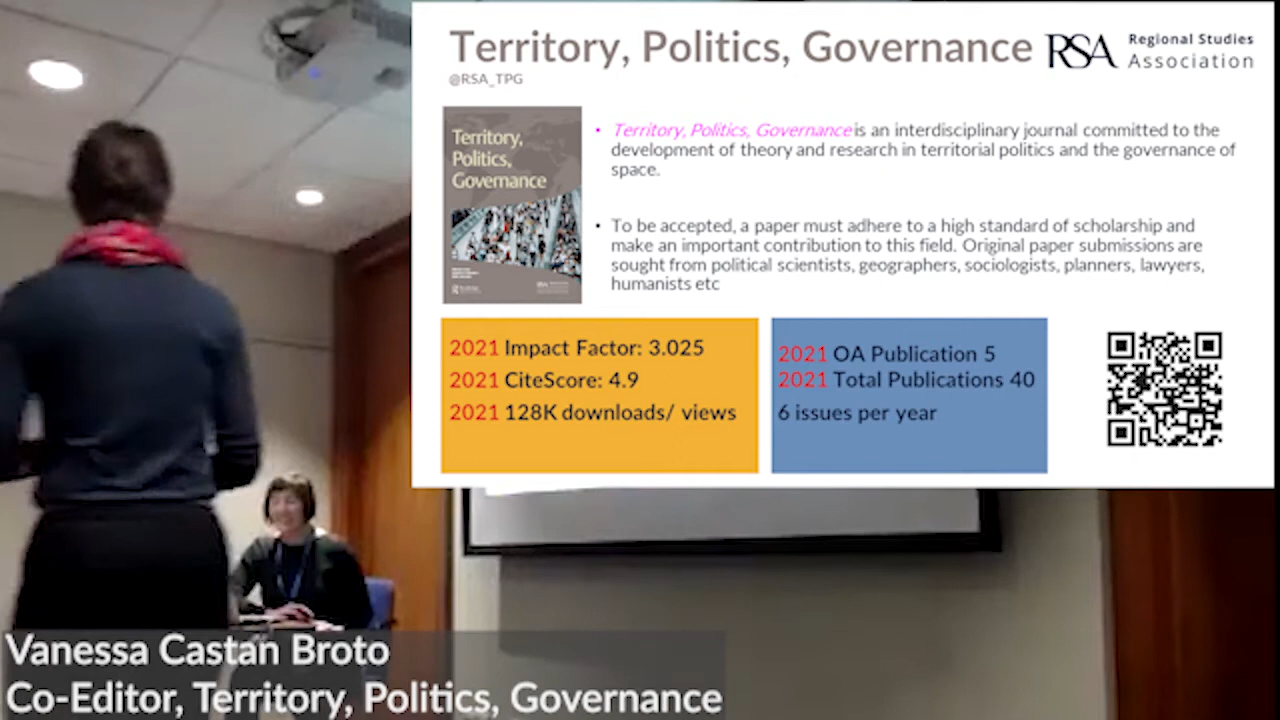 Territory, Politics, Governance
@RSA_TPG
RSA
Regional Studies
Association
Territory,
Politics,
Governance
• Territory, Politics, Governance is an interdisciplinary journal committed to the
development of theory and research in territorial politics and the governance of
space.
• To be accepted, a paper must adhere to a high standard of scholarship and
make an important contribution to this field. Original paper submissions are
sought from political scientists, geographers, sociologists, planners, lawyers,
humanists etc
2021 Impact Factor: 3.025
2021 CiteScore: 4.9
2021 128K downloads/ views
2021 OA Publication 5
2021 Total Publications 40
6 issues per year
Vanessa Castan Broto
Co-Editor, Territory, Politics, Governance